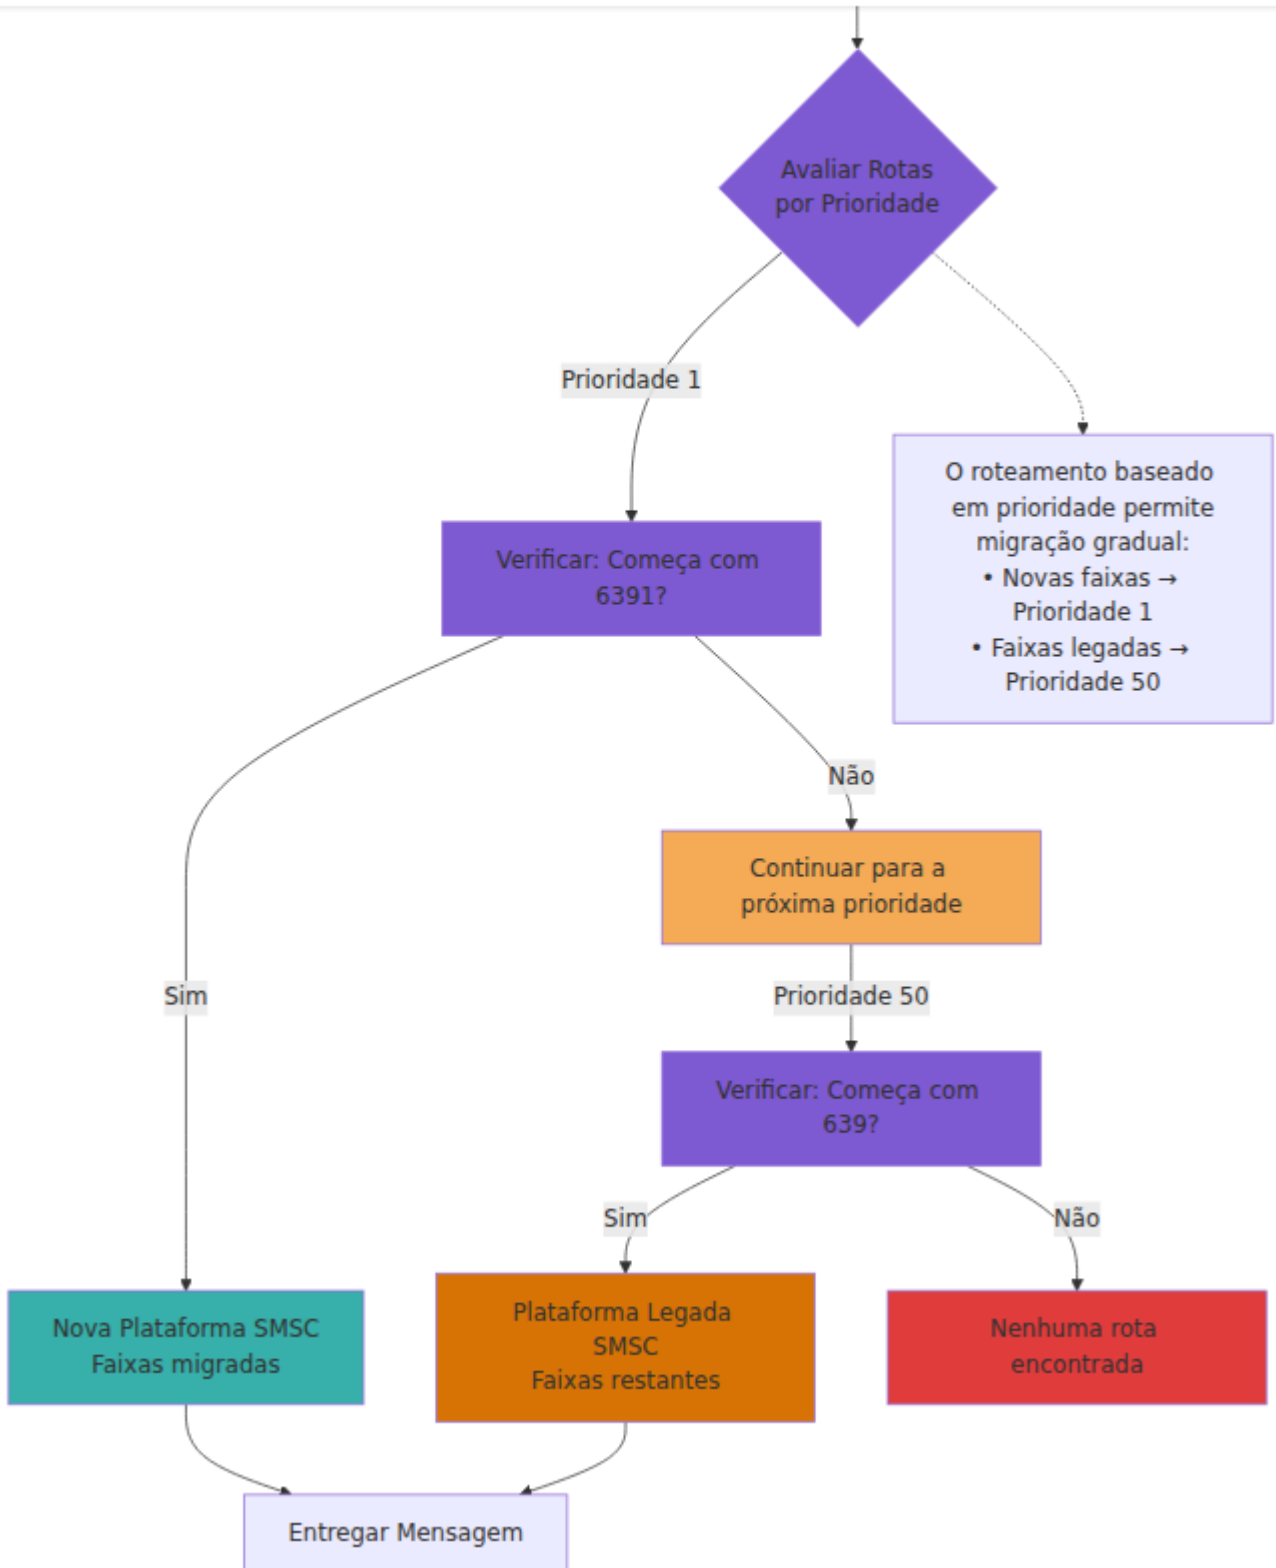 Avaliar Rotas
por Prioridade
Prioridade 1
O roteamento baseado
em prioridade permite
migração gradual:
• Novas faixas →
Prioridade 1
• Faixas legadas →
Prioridade 50
Verificar: Começa com
6391?
Não
Continuar para a
próxima prioridade
Sim
Prioridade 50
Verificar: Começa com
639?
Sim
Não
Nova Plataforma SMSC
Faixas migradas
Plataforma Legada
SMSC
Faixas restantes
Nenhuma rota
encontrada
Entregar Mensagem